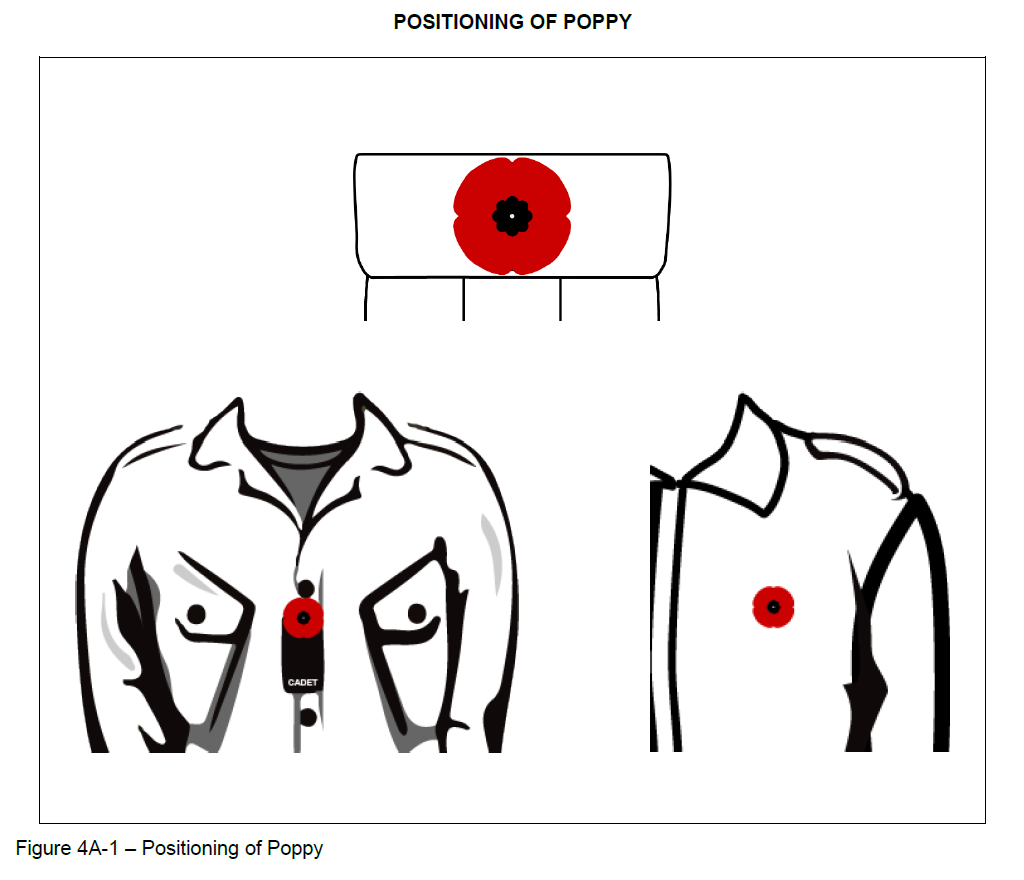 POSITIONING OF POPPY
CADET
Figure 4A-1 – Positioning of Poppy